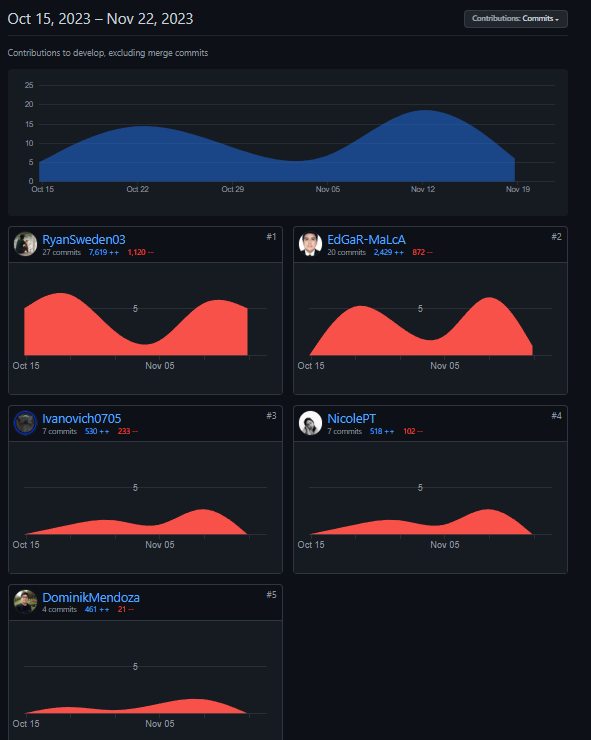 Oct 15, 2023 – Nov 22, 2023
Contributions: Commits
Contributions to develop, excluding merge commits
25
20
15
10
5
0
Oct 15 Oct 22 Oct 29 Nov 05 Nov 12 Nov 19
RyanSweden03 #1
27 commits 7,619 ++ 1,120 --
5
Oct 15 Nov 05
EdGaR-MaLcA #2
20 commits 2,429 ++ 872 --
5
Oct 15 Nov 05
Ivanovich0705 #3
7 commits 530 ++ 233 --
5
Oct 15 Nov 05
NicolePT #4
7 commits 518 ++ 102 --
5
Oct 15 Nov 05
DominikMendoza #5
4 commits 461 ++ 21 --
5
Oct 15 Nov 05